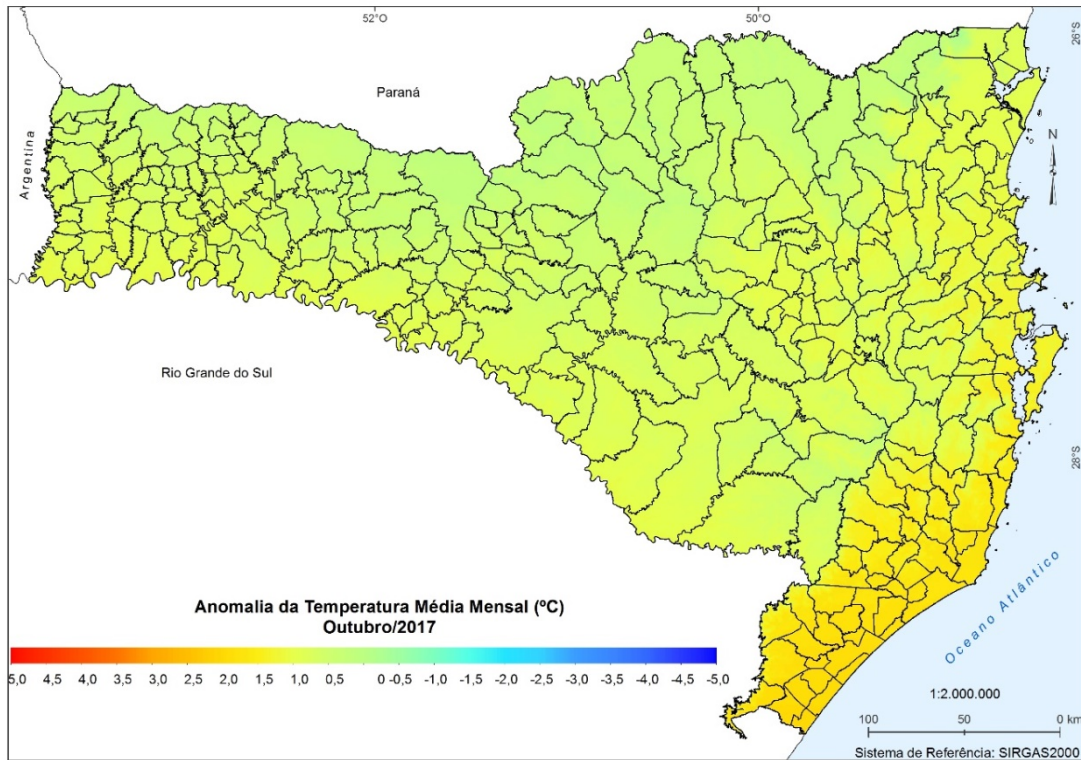 52°O
50°O
26°S
Paraná
Argentina
N
Rio Grande do Sul
28°S
Anomalia da Temperatura Média Mensal (ºC)
Outubro/2017
5,0 4,5 4,0 3,5 3,0 2,5 2,0 1,5 1,0 0,5 0 -0,5 -1,0 -1,5 -2,0 -2,5 -3,0 -3,5 -4,0 -4,5 -5,0
Oceano Atlântico
1:2.000.000
100 50 0 km
Sistema de Referência: SIRGAS2000